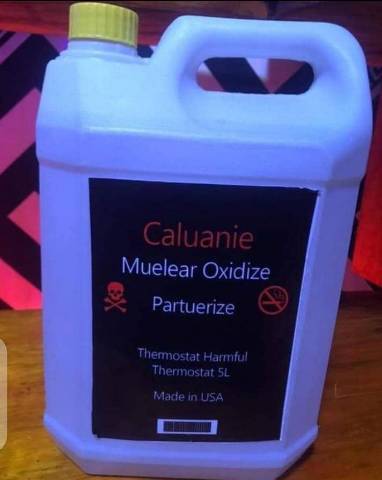 Caluanie
Muelear Oxidize
Partuerize
Thermostat Harmful
Thermostat 5L
Made in USA